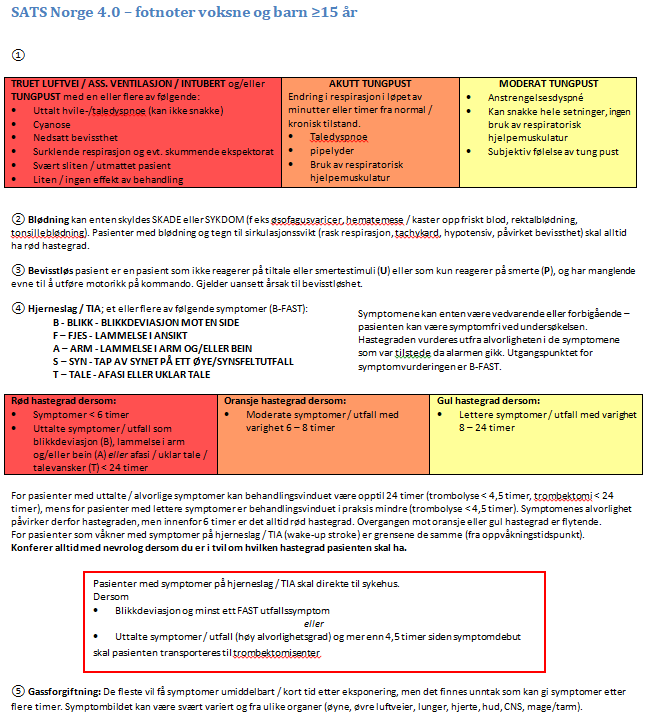 SATS Norge 4.0 – fotnoter voksne og barn ≥15 år
①
TRUET LUFTVEI / ASS. VENTILASJON / INTUBERT og/eller
TUNGPUST med en eller flere av følgende:
• Uttalt hvile-/taledyspnoe (kan ikke snakke)
• Cyanose
• Nedsatt bevissthet
• Surklende respirasjon og evt. skummende ekspektorat
• Svært sliten / utmattet pasient
• Liten / ingen effekt av behandling
AKUTT TUNGPUST
Endring i respirasjon i løpet av
minutter eller timer fra normal /
kronisk tilstand.
• Taledyspnoe
• pipelyder
• Bruk av respiratorisk
hjelpemuskulatur
MODERAT TUNGPUST
• Anstrengelsesdyspné
• Kan snakke hele setninger, ingen
bruk av respiratorisk
hjelpemuskulatur
• Subjektiv følelse av tung pust
② Blødning kan enten skyldes SKADE eller SYKDOM (f eks øsofagusvaricer, hematemese / kaster opp friskt blod, rektalblødning,
tonsilleblødning). Pasienter med blødning og tegn til sirkulasjonssvikt (rask respirasjon, tachykard, hypotensiv, påvirket bevissthet) skal alltid
ha rød hastegrad.
③ Bevisstløs pasient er en pasient som ikke reagerer på tiltale eller smertestimuli (U) eller som kun reagerer på smerte (P), og har manglende
evne til å utføre motorikk på kommando. Gjelder uansett årsak til bevisstløshet.
④ Hjerneslag / TIA; et eller flere av følgende symptomer (B-FAST):
B - BLIKK - BLIKKDEVIASJON MOT EN SIDE
F – FJES - LAMMELSE I ANSIKT
A – ARM - LAMMELSE I ARM OG/ELLER BEIN
S – SYN - TAP AV SYNET PÅ ETT ØYE/SYNSFELTUTFALL
T – TALE - AFASI ELLER UKLAR TALE
Symptomene kan enten være vedvarende eller forbigående –
pasienten kan være symptomfri ved undersøkelsen.
Hastegraden vurderes utfra alvorligheten i de symptomene
som var tilstede da alarmen gikk. Utgangspunktet for
symptomvurderingen er B-FAST.
Rød hastegrad dersom:
• Symptomer < 6 timer
• Uttalte symptomer / utfall som
blikkdeviasjon (B), lammelse i arm
og/eller bein (A) eller afasi / uklar tale /
talevansker (T) < 24 timer
Oransje hastegrad dersom:
• Moderate symptomer / utfall med
varighet 6 – 8 timer
Gul hastegrad dersom:
• Lettere symptomer / utfall med varighet
8 – 24 timer
For pasienter med uttalte / alvorlige symptomer kan behandlingsvinduet være opptil 24 timer (trombolyse < 4,5 timer, trombektomi < 24
timer), mens for pasienter med lettere symptomer er behandlingsvinduet i praksis mindre (trombolyse < 4,5 timer). Symptomenes alvorlighet
påvirker derfor hastegraden, men innenfor 6 timer er det alltid rød hastegrad. Overgangen mot oransje eller gul hastegrad er flytende.
For pasienter som våkner med symptomer på hjerneslag / TIA (wake-up stroke) er grensene de samme (fra oppvåkningstidspunkt).
Konferer alltid med nevrolog dersom du er i tvil om hvilken hastegrad pasienten skal ha.
Pasienter med symptomer på hjerneslag / TIA skal direkte til sykehus.
Dersom
• Blikkdeviasjon og minst ett FAST utfallssymptom
eller
• Uttalte symptomer / utfall (høy alvorlighetsgrad) og mer enn 4,5 timer siden symptomdebut
skal pasienten transporteres til trombektomisenter.
⑤ Gassforgiftning: De fleste vil få symptomer umiddelbart / kort tid etter eksponering, men det finnes unntak som kan gi symptomer etter
flere timer. Symptombildet kan være svært variert og fra ulike organer (øyne, øvre luftveier, lunger, hjerte, hud, CNS, mage/tarm).